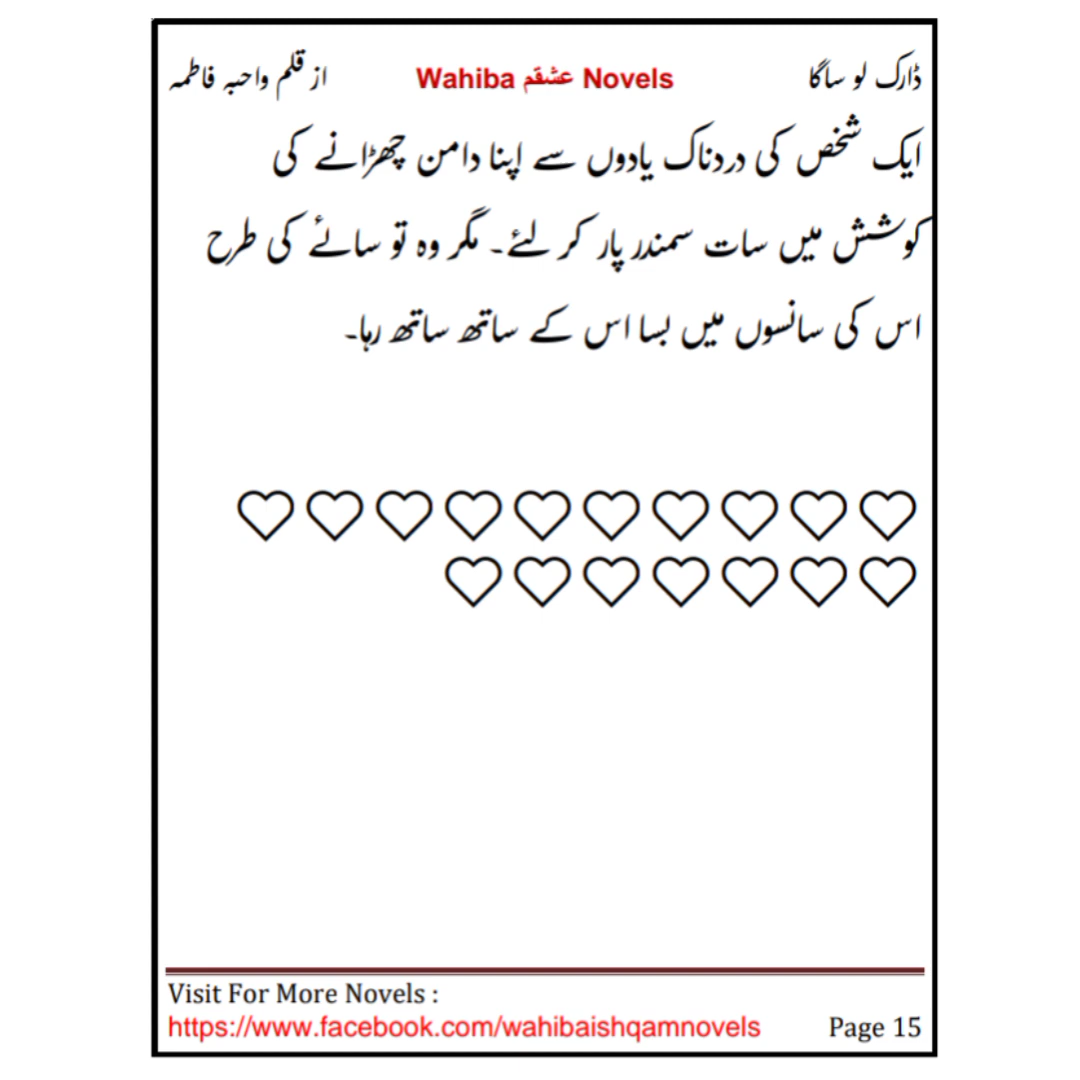 ڈارک لو ساگا Wahiba عشقم Novels از قلم واحبہ فاطمہ
ایک شخص کی دردناک یادوں سے اپنا دامن چھڑانے کی
کوشش میں سات سمندر پار کر لئے۔ مگر وہ تو سائے کی طرح
اس کی سانسوں میں بسا اس کے ساتھ ساتھ رہا۔
♡♡♡♡♡♡♡♡♡♡
♡♡♡♡♡♡♡
Visit For More Novels :
https://www.facebook.com/wahibaishqamnovels Page 15